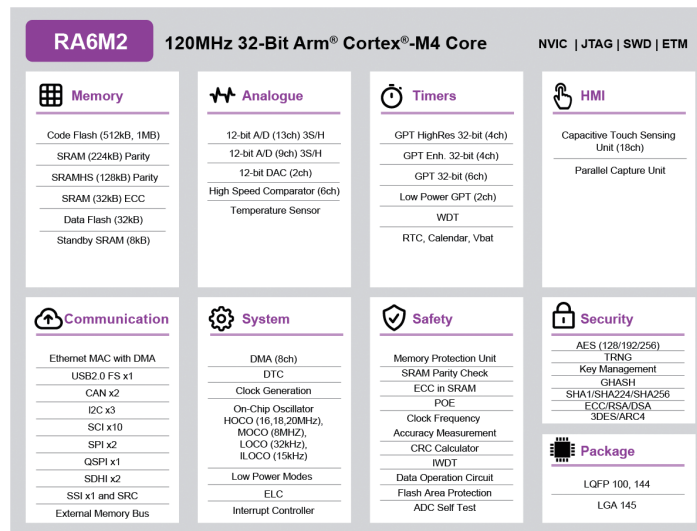 RA6M2
120MHz 32-Bit Arm® Cortex®-M4 Core
NVIC | JTAG | SWD | ETM
Memory
Code Flash (512kB, 1MB)
SRAM (224kB) Parity
SRAMHS (128kB) Parity
SRAM (32kB) ECC
Data Flash (32kB)
Standby SRAM (8kB)
Analogue
12-bit A/D (13ch) 3S/H
12-bit A/D (9ch) 3S/H
12-bit DAC (2ch)
High Speed Comparator (6ch)
Temperature Sensor
Timers
GPT HighRes 32-bit (4ch)
GPT Enh. 32-bit (4ch)
GPT 32-bit (6ch)
Low Power GPT (2ch)
WDT
RTC, Calendar, Vbat
HMI
Capacitive Touch Sensing
Unit (18ch)
Parallel Capture Unit
Communication
Ethernet MAC with DMA
USB2.0 FS x1
CAN x2
I2C x3
SCI x10
SPI x2
QSPI x1
SDHI x2
SSI x1 and SRC
External Memory Bus
System
DMA (8ch)
DTC
Clock Generation
On-Chip Oscillator
HOCO (16,18,20MHz),
MOCO (8MHZ),
LOCO (32kHz),
ILOCO (15kHz)
Low Power Modes
ELC
Interrupt Controller
Safety
Memory Protection Unit
SRAM Parity Check
ECC in SRAM
POE
Clock Frequency
Accuracy Measurement
CRC Calculator
IWDT
Data Operation Circuit
Flash Area Protection
ADC Self Test
Security
AES (128/192/256)
TRNG
Key Management
GHASH
SHA1/SHA224/SHA256
ECC/RSA/DSA
3DES/ARC4
Package
LQFP 100, 144
LGA 145